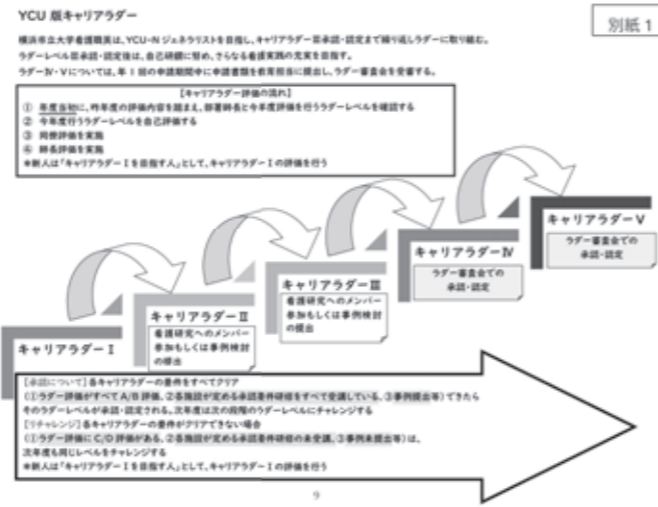 YCU 版キャリアラダー
別紙 1
横浜市立大学看護職員は、YCU-N ジェネラリストを目指し、キャリアラダーⅢ承認・認定まで繰り返しラダーに取り組む。
ラダーレベルⅢ承認・認定後は、自己研鑽に努め、さらなる看護実践の充実を目指す。
ラダーⅣ・Ⅴについては、年 1 回の申請期間中に申請書類を教育担当に提出し、ラダー審査会を受審する。
【キャリアラダー評価の流れ】
① 年度当初に、昨年度の評価内容を踏まえ、部署師長と今年度評価を行うラダーレベルを確認する
② 今年度行うラダーレベルを自己評価する
③ 同僚評価を実施
④ 師長評価を実施
*新人は「キャリアラダーⅠを目指す人」として、キャリアラダーⅠの評価を行う
キャリアラダーⅤ
ラダー審査会での
承認・認定
キャリアラダーⅣ
ラダー審査会での
承認・認定
キャリアラダーⅢ
看護研究へのメンバー
参加もしくは事例検討
の提出
キャリアラダーⅡ
看護研究へのメンバー
参加もしくは事例検討
の提出
キャリアラダーⅠ
[承認について] 各キャリアラダーの要件をすべてクリア
(①ラダー評価がすべて A/B 評価、②各施設が定める承認要件研修をすべて受講している、③事例提出等)できたら
そのラダーレベルが承認・認定される。次年度は次の段階のラダーレベルにチャレンジする
[リチャレンジ] 各キャリアラダーの要件がクリアできない場合
(①ラダー評価に C/D 評価がある、②各施設が定める承認要件研修の未受講、③事例未提出等)は、
次年度も同じレベルをチャレンジする
*新人は「キャリアラダーⅠを目指す人」として、キャリアラダーⅠの評価を行う
9